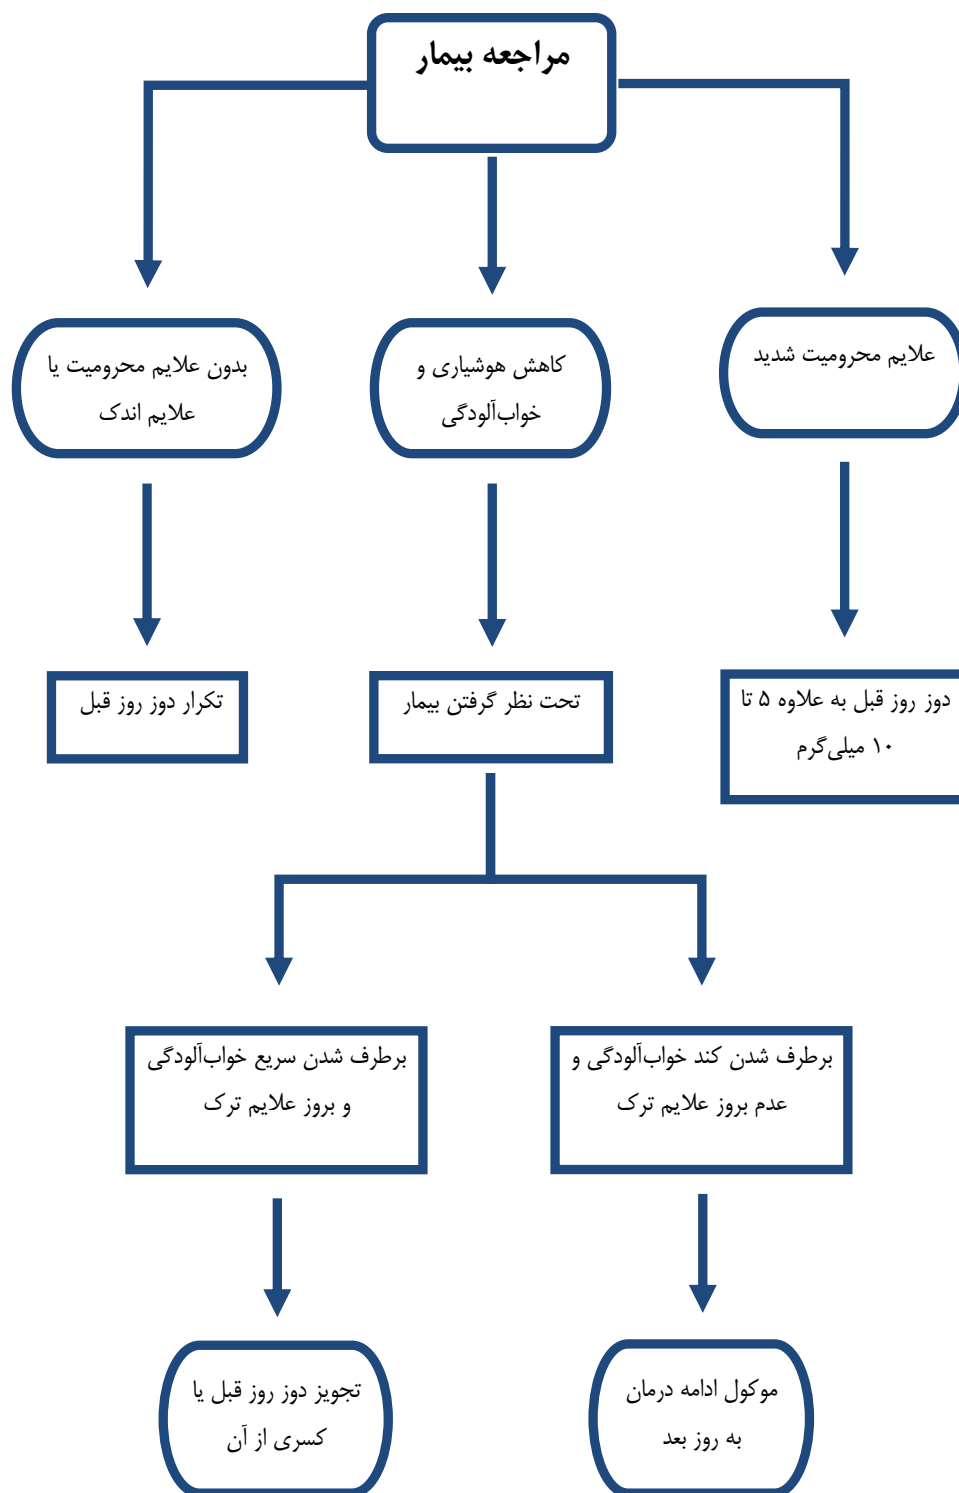 مراجعه بیمار
علایم محرومیت شدید
کاهش هوشیاری و
خواب‌آلودگی
بدون علایم محرومیت یا
علایم اندک
دوز روز قبل به علاوه ۵ تا
۱۰ میلی‌گرم
تحت نظر گرفتن بیمار
تکرار دوز روز قبل
برطرف شدن کند خواب‌آلودگی و
عدم بروز علایم ترک
برطرف شدن سریع خواب‌آلودگی
و بروز علایم ترک
موکول ادامه درمان
به روز بعد
تجویز دوز روز قبل یا
کسری از آن